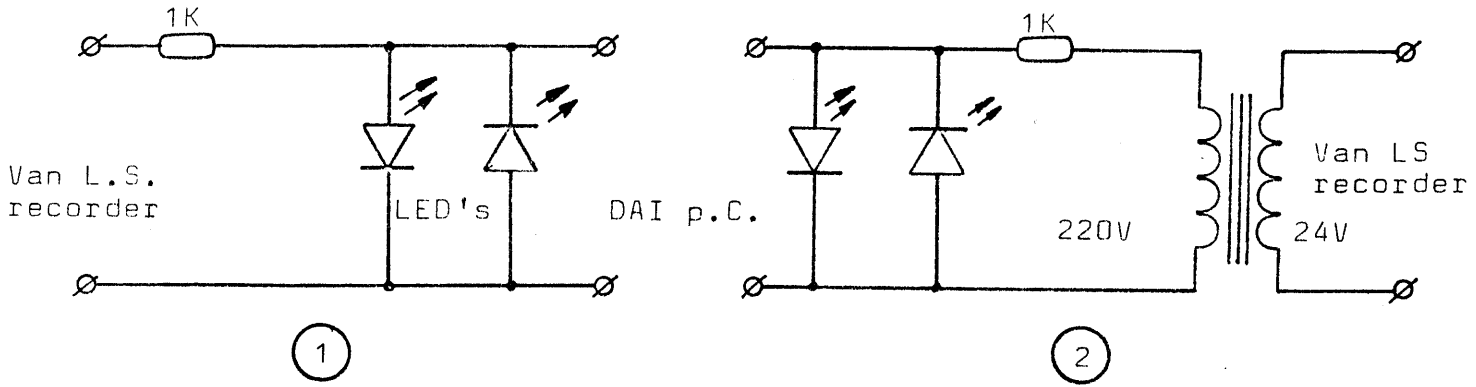 1K
Van L.S.
recorder
LED's
DAI p.C.
1K
220V
24V
Van LS
recorder
1
2